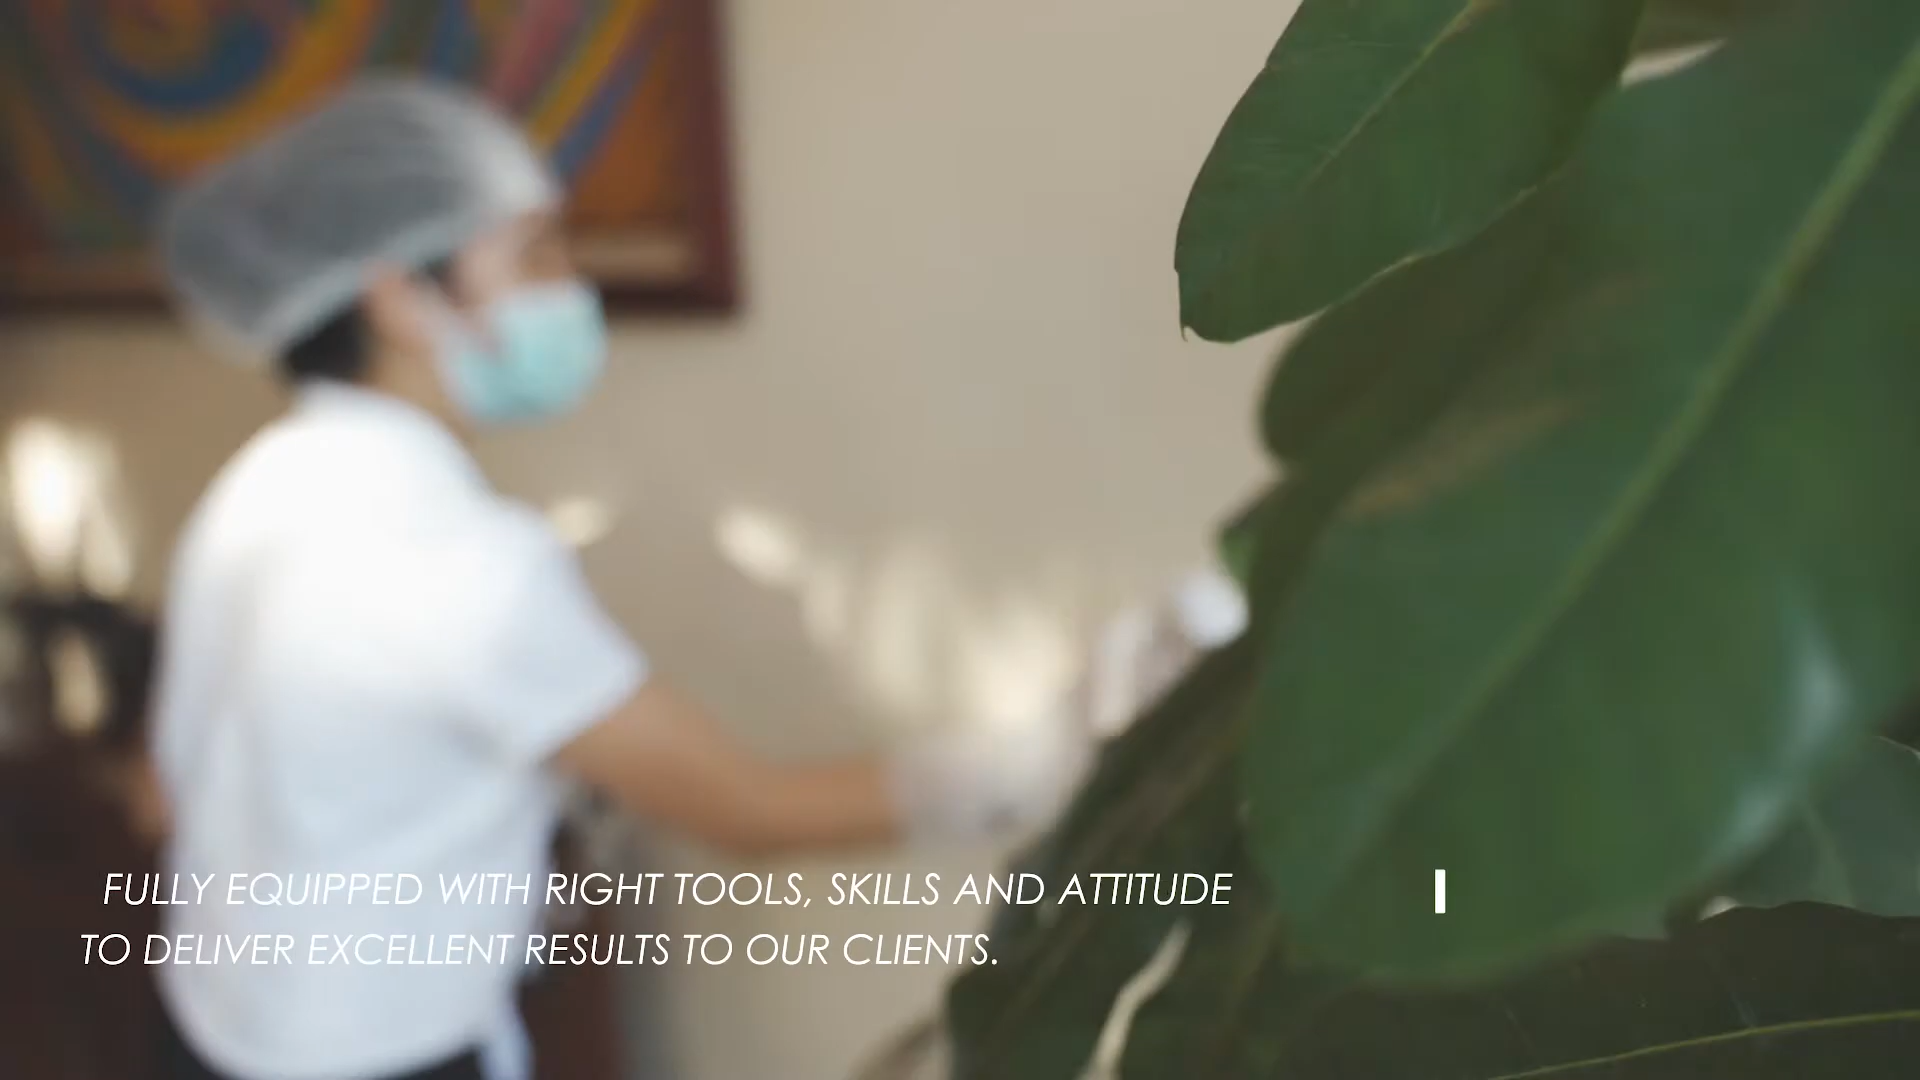 FULLY EQUIPPED WITH RIGHT TOOLS, SKILLS AND ATTITUDE
TO DELIVER EXCELLENT RESULTS TO OUR CLIENTS.